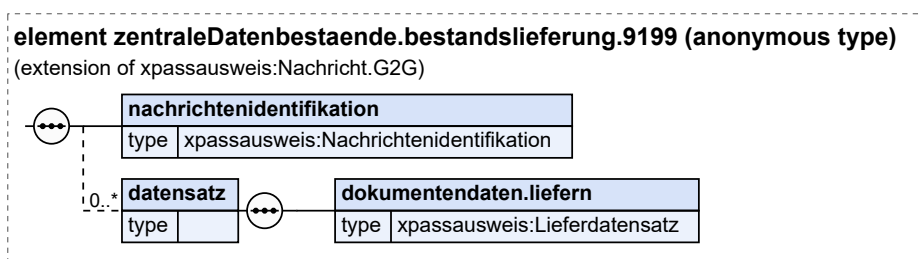 element zentraleDatenbestaende.bestandslieferung.9199 (anonymous type)
(extension of xpassausweis:Nachricht.G2G)
nachrichtenidentifikation
type xpassausweis:Nachrichtenidentifikation
0..* datensatz dokumentendaten.liefern
type type xpassausweis:Lieferdatensatz